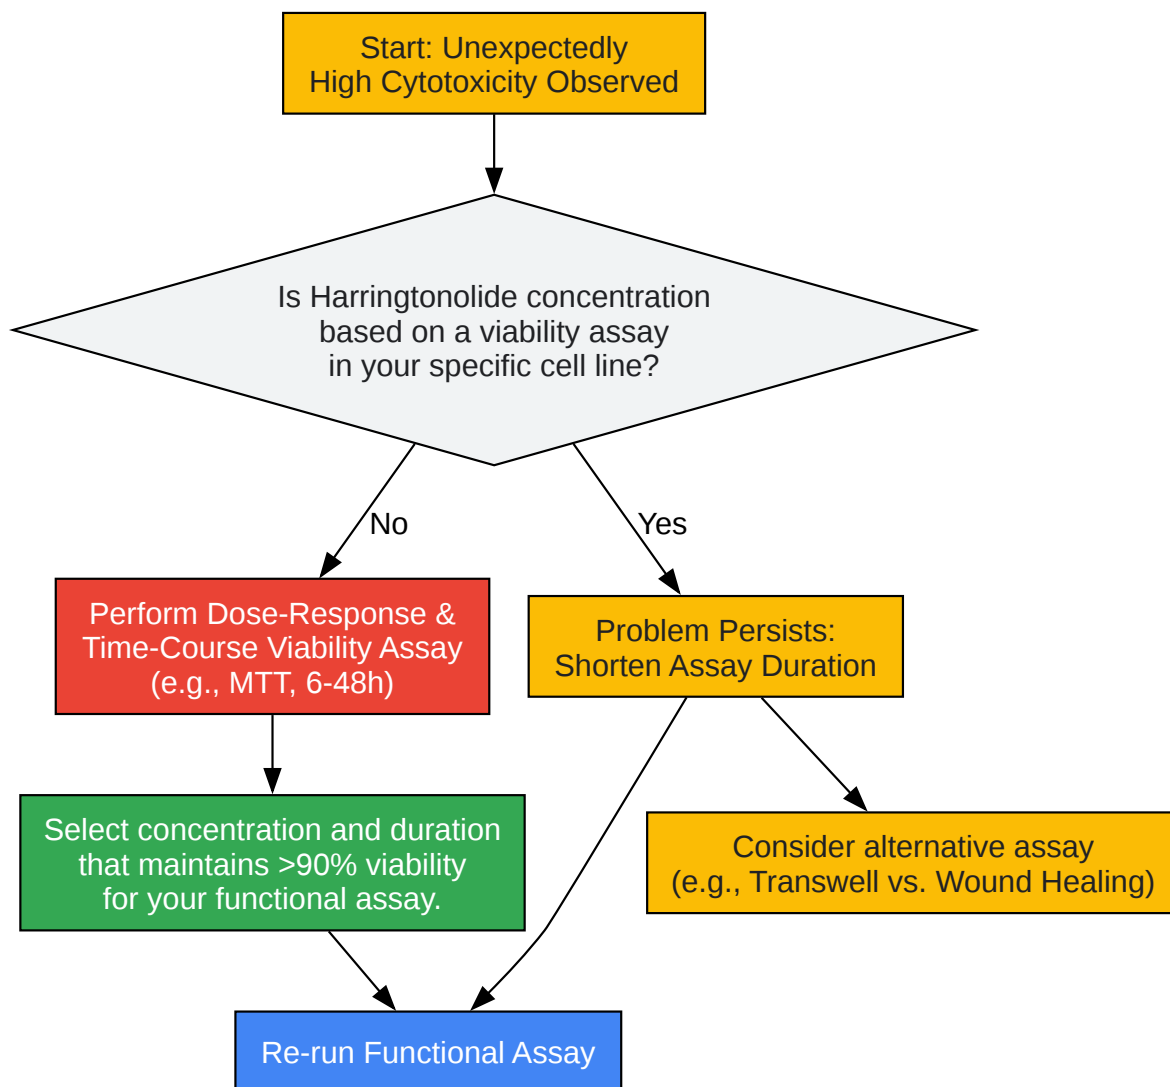 Start: Unexpectedly
High Cytotoxicity Observed
Is Harringtonolide concentration
based on a viability assay
in your specific cell line?
No
Yes
Perform Dose-Response &
Time-Course Viability Assay
(e.g., MTT, 6-48h)
Problem Persists:
Shorten Assay Duration
Select concentration and duration
that maintains >90% viability
for your functional assay.
Consider alternative assay
(e.g., Transwell vs. Wound Healing)
Re-run Functional Assay